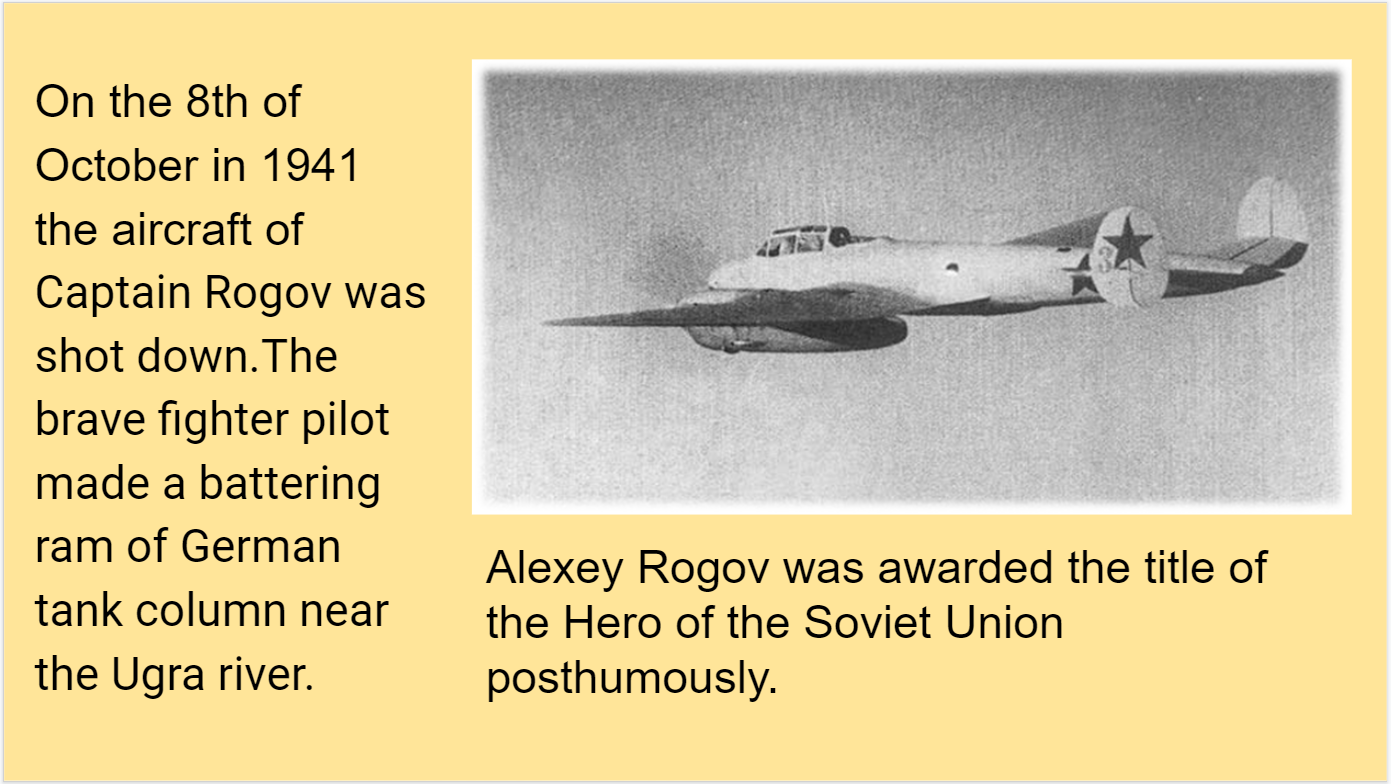 On the 8th of
October in 1941
the aircraft of
Captain Rogov was
shot down.The
brave fighter pilot
made a battering
ram of German
tank column near
the Ugra river.
3
Alexey Rogov was awarded the title of
the Hero of the Soviet Union
posthumously.